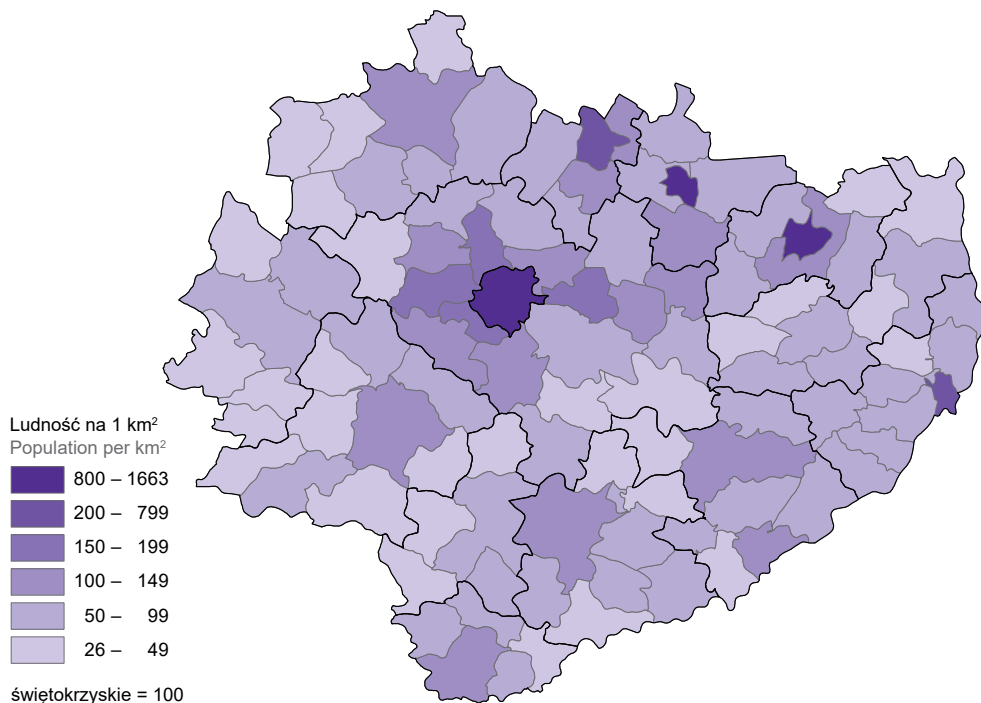 Ludność na 1 km²
Population per km²
800 – 1663
200 – 799
150 – 199
100 – 149
50 – 99
26 – 49
świętokrzyskie = 100